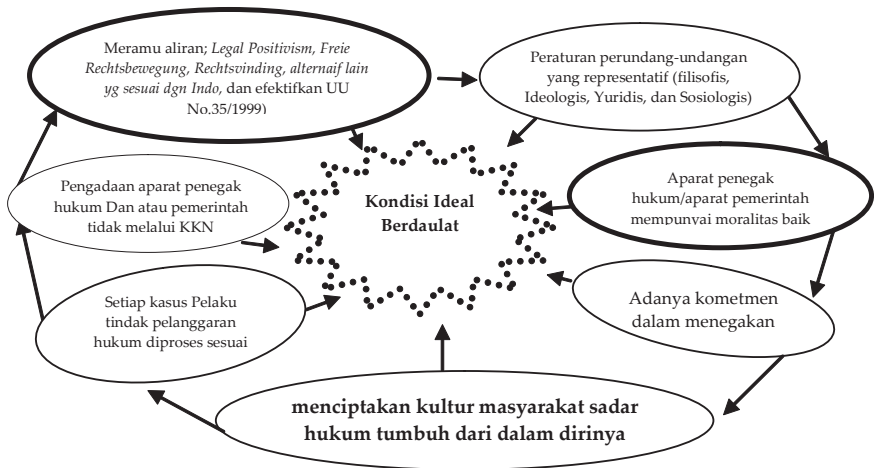 Meramu aliran; Legal Positivism, Freie
Rechtsbewegung, Rechtsvinding, alternaif lain
yg sesuai dgn Indo, dan efektifkan UU
No.35/1999)
Peraturan perundang-undangan
yang representatif (filisofis,
Ideologis, Yuridis, dan Sosiologis)
Pengadaan aparat penegak
hukum Dan atau pemerintah
tidak melalui KKN
Kondisi Ideal
Berdaulat
Aparat penegak
hukum/aparat pemerintah
mempunyai moralitas baik
Setiap kasus Pelaku
tindak pelanggaran
hukum diproses sesuai
Adanya kometmen
dalam menegakan
menciptakan kultur masyarakat sadar
hukum tumbuh dari dalam dirinya